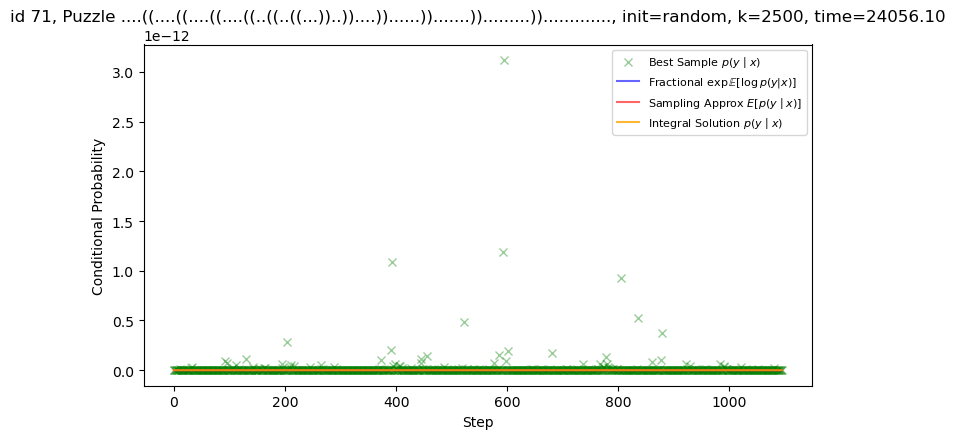 id 71, Puzzle ....((....((....((....((..((..((...))..))....))......)).......)).........))............., init=random, k=2500, time=24056.10
1e−12
3.0
2.5
2.0
1.5
1.0
0.5
0.0
Conditional Probability
0 200 400 600 800 1000
Step
Best Sample p(y | x)
Fractional exp𝔼[log p(y|x)]
Sampling Approx E[p(y | x)]
Integral Solution p(y | x)